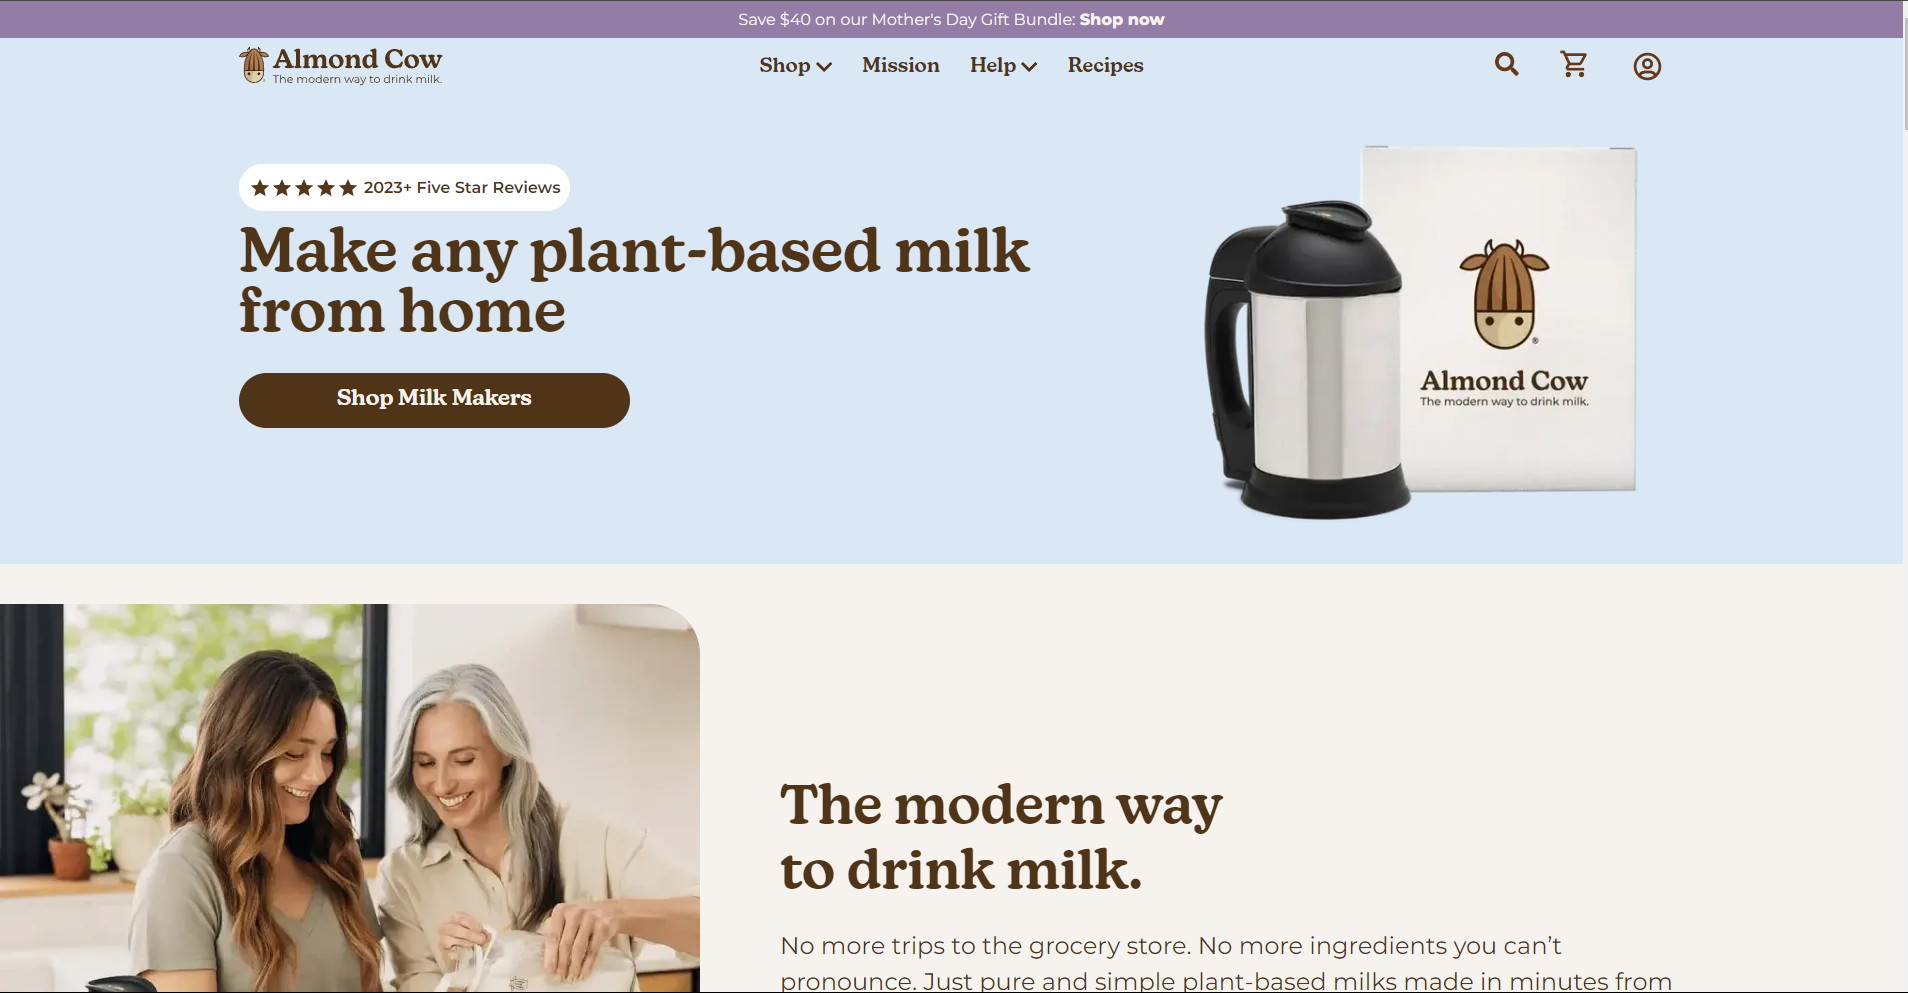 Save $40 on our Mother's Day Gift Bundle: Shop now
Almond Cow
The modern way to drink milk.
Shop Mission Help Recipes
2023+ Five Star Reviews
Make any plant-based milk
from home
Shop Milk Makers
Almond Cow
The modern way to drink milk.
The modern way
to drink milk.
No more trips to the grocery store. No more ingredients you can’t
pronounce. Just pure and simple plant-based milks made in minutes from